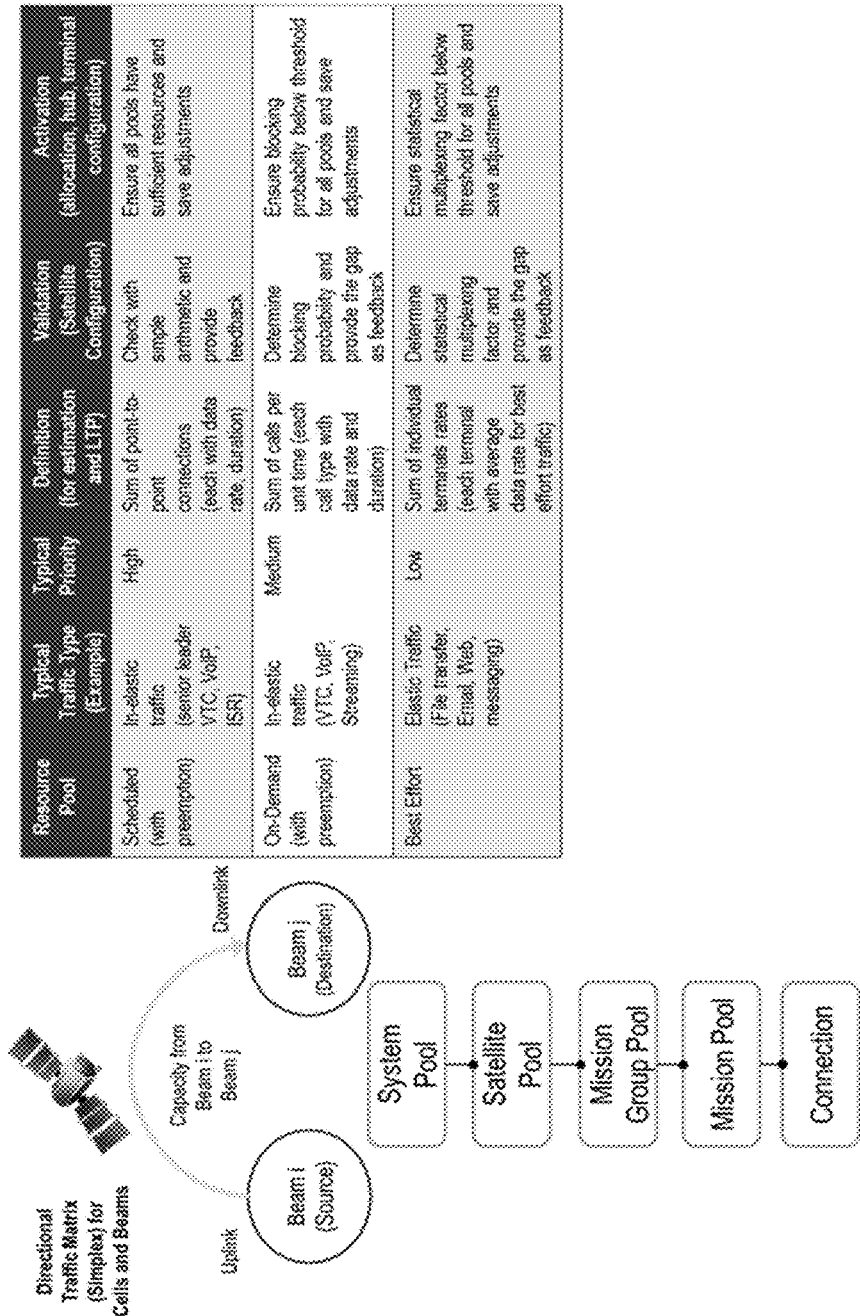 Directional
Traffic Matrix
(Simplex) for
Cells and Beams
Uplink
Downlink
Capacity from
Beam i to
Beam j
Beam i
(Source)
Beam j
(Destination)
System
Pool
Satellite
Pool
Mission
Group Pool
Mission Pool
Connection
Resource
Pool
Typical
Traffic Type
(Example)
Typical
Priority
Definition
(for estimation
and LTP)
Validation
(Satellite
Configuration)
Activation
(allocation, hub, terminal
configuration)
Scheduled
(with
preemption)
In-elastic
traffic
(senior leader
VTC, VoIP,
ISR)
High
Sum of point-to-
point
connections
(each with data
rate, duration)
Check with
simple
arithmetic and
provide
feedback
Ensure all pools have
sufficient resources and
save adjustments
On-Demand
(with
preemption)
In-elastic
traffic
(VTC, VoIP,
Streaming)
Medium
Sum of calls per
unit time (each
call type with
data rate and
duration)
Determine
blocking
probability and
provide the gap
as feedback
Ensure blocking
probability below threshold
for all pools and save
adjustments
Best Effort
Elastic Traffic
(File transfer,
Email, Web,
messaging)
Low
Sum of individual
terminals rates
(each terminal
with average
data rate for best
effort traffic)
Determine
statistical
multiplexing
factor and
provide the gap
as feedback
Ensure statistical
multiplexing factor below
threshold for all pools and
save adjustments